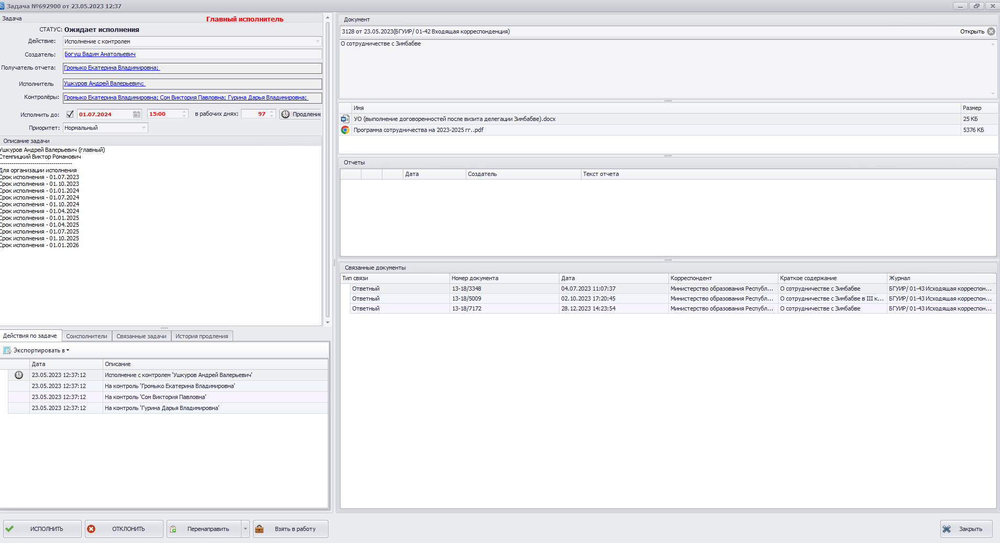 Задача №692900 от 23.05.2023 12:37
Задача
Главный исполнитель
СТАТУС: Ожидает исполнения
Действие: Исполнение с контролем
Создатель: Богуш Вадим Анатольевич
Получатель отчета: Громыко Екатерина Владимировна;
Исполнитель Ушкуров Андрей Валерьевич;
Контролёры: Громыко Екатерина Владимировна; Сом Виктория Павловна; Гурина Дарья Владимировна;
Исполнить до: 01.07.2024 15:00 в рабочих днях: 97 Продление
Приоритет: Нормальный
Описание задачи
Ушкуров Андрей Валерьевич (главный)
Стемпицкий Виктор Романович
-----------------------------------
Для организации исполнения
Срок исполнения - 01.07.2023
Срок исполнения - 01.10.2023
Срок исполнения - 01.01.2024
Срок исполнения - 01.07.2024
Срок исполнения - 01.10.2024
Срок исполнения - 01.04.2024
Срок исполнения - 01.01.2025
Срок исполнения - 01.04.2025
Срок исполнения - 01.07.2025
Срок исполнения - 01.10.2025
Срок исполнения - 01.01.2026
Действия по задаче Соисполнители Связанные задачи История продления
Экспортировать в
Дата Описание
23.05.2023 12:37:12 Исполнение с контролем 'Ушкуров Андрей Валерьевич'
23.05.2023 12:37:12 На контроль 'Громыко Екатерина Владимировна'
23.05.2023 12:37:12 На контроль 'Сом Виктория Павловна'
23.05.2023 12:37:12 На контроль 'Гурина Дарья Владимировна'
Документ
3128 от 23.05.2023(БГУИР/ 01-42 Входящая корреспонденция) Открыть
О сотрудничестве с Зимбабве
Имя Размер
УО (выполнение договоренностей после визита делегации Зимбабве).docx 25 КБ
Программа сотрудничества на 2023-2025 гг..pdf 5376 КБ
Отчеты
Дата Создатель Текст отчета
Связанные документы
Тип связи Номер документа Дата Корреспондент Краткое содержание Журнал
Ответный 13-18/3348 04.07.2023 11:07:37 Министерство образования Республ... О сотрудничестве с Зимбабве БГУИР/ 01-43 Исходящая корреспон...
Ответный 13-18/5009 02.10.2023 17:20:45 Министерство образования Республ... О сотрудничестве с Зимбабве в III к... БГУИР/ 01-43 Исходящая корреспон...
Ответный 13-18/7172 28.12.2023 14:23:54 Министерство образования Республ... О сотрудничестве с Зимбабве БГУИР/ 01-43 Исходящая корреспон...
ИСПОЛНИТЬ ОТКЛОНИТЬ Перенаправить Взять в работу Закрыть